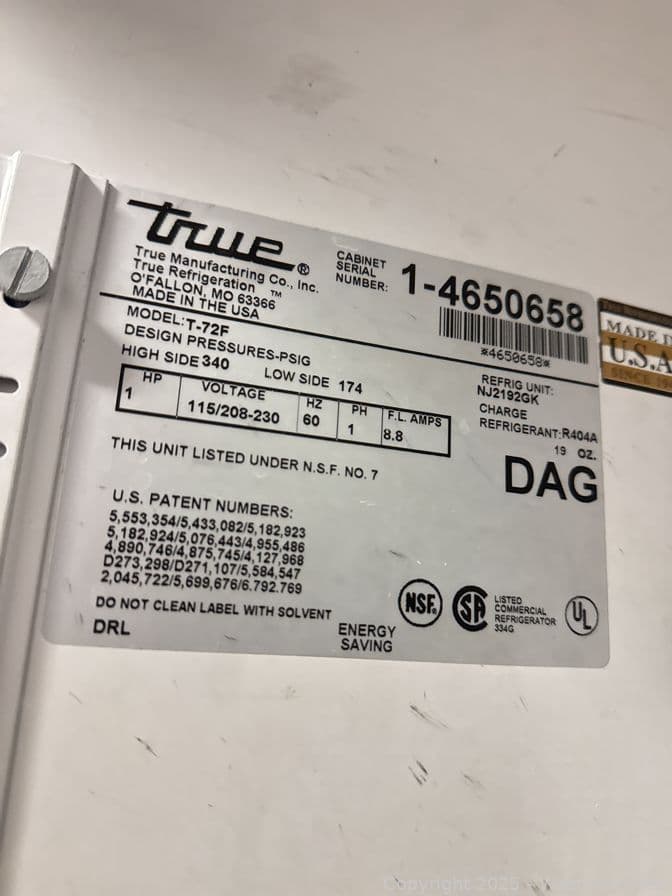 true®
True Manufacturing Co., Inc.
True Refrigeration ™
O'FALLON, MO 63366
MADE IN THE USA
CABINET
SERIAL
NUMBER:
1-4650658
*4650658*
MODEL: T-72F
DESIGN PRESSURES-PSIG
HIGH SIDE 340 LOW SIDE 174
HP VOLTAGE HZ PH F.L. AMPS
1 115/208-230 60 1 8.8
REFRIG UNIT:
NJ2192GK
CHARGE
REFRIGERANT: R404A
19 OZ.
DAG
THIS UNIT LISTED UNDER N.S.F. NO. 7
U.S. PATENT NUMBERS:
5,553,354/5,433,082/5,182,923
5,182,924/5,076,443/4,955,486
4,890,746/4,875,745/4,127,968
D273,298/D271,107/5,584,547
2,045,722/5,699,676/6.792.769
DO NOT CLEAN LABEL WITH SOLVENT
DRL
ENERGY
SAVING
NSF®
SA
LISTED
COMMERCIAL
REFRIGERATOR
334G
UL
MADE
U.S.A
SINCE
Copyright 2025